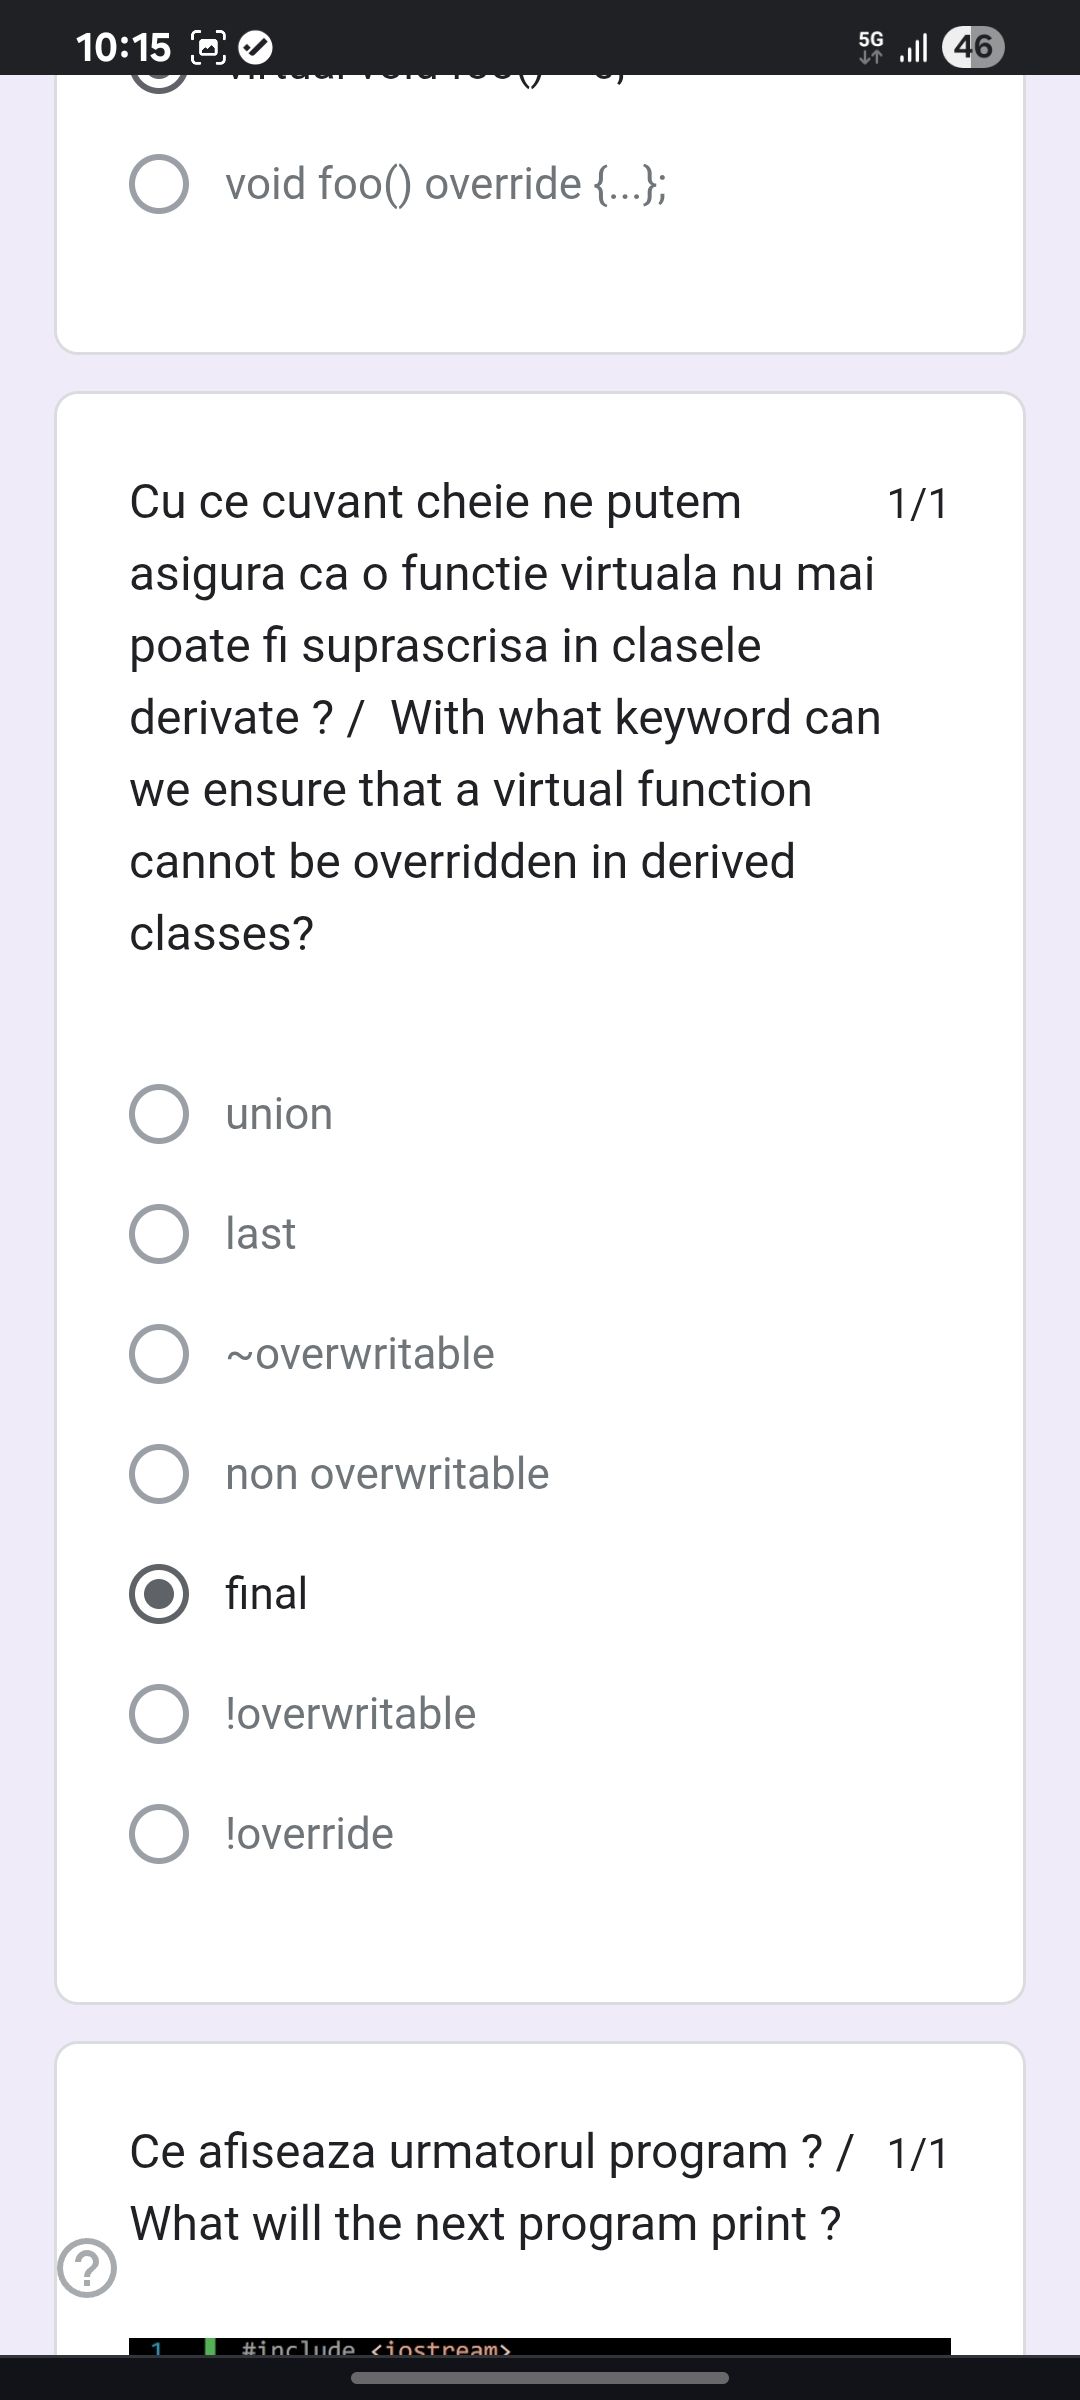 10:15 5G 46
void foo() override {...};
Cu ce cuvant cheie ne putem 1/1
asigura ca o functie virtuala nu mai
poate fi suprascrisa in clasele
derivate ? / With what keyword can
we ensure that a virtual function
cannot be overridden in derived
classes?
union
last
~overwritable
non overwritable
final
!overwritable
!override
Ce afiseaza urmatorul program ? / 1/1
What will the next program print ?
?
1 #include <iostream>